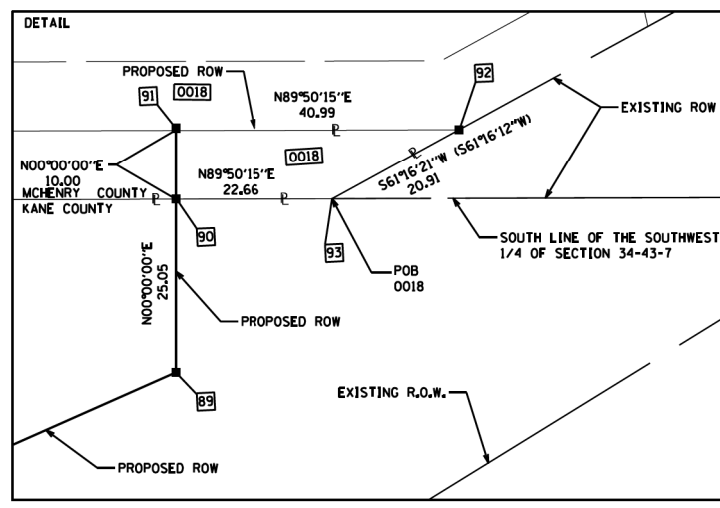 DETAIL
PROPOSED ROW
92
91
0018
N89°50'15"E
40.99
EXISTING ROW
0018
S61°16'21"W (S61°16'12"W)
20.91
N00°00'00"E
10.00
N89°50'15"E
22.66
MCHENRY COUNTY
KANE COUNTY
90
93
SOUTH LINE OF THE SOUTHWEST
1/4 OF SECTION 34-43-7
POB
0018
N00°00'00"E
25.05
PROPOSED ROW
89
EXISTING R.O.W.
PROPOSED ROW